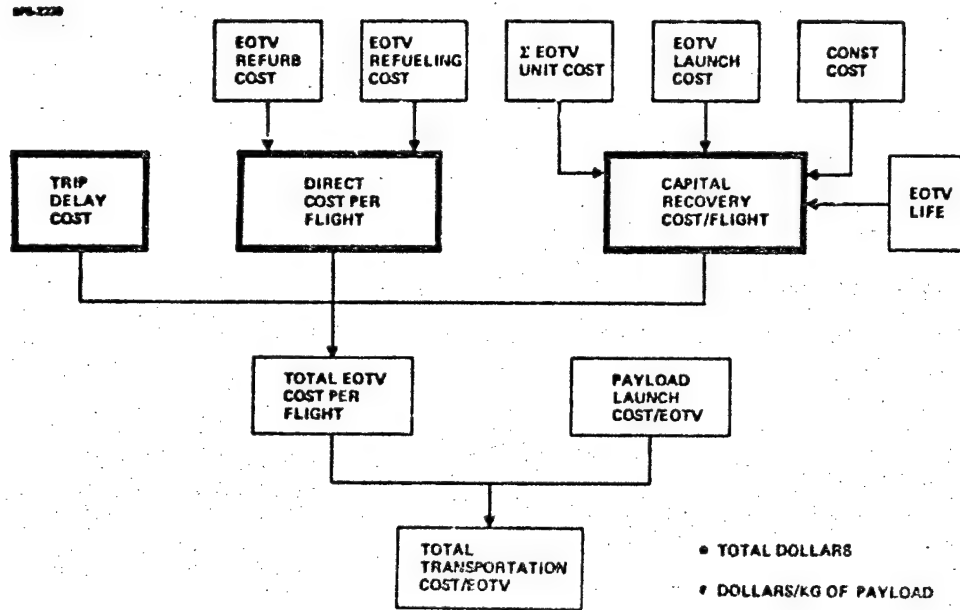 SPS-2239
EOTV
REFURB
COST
EOTV
REFUELING
COST
Σ EOTV
UNIT COST
EOTV
LAUNCH
COST
CONST
COST
TRIP
DELAY
COST
DIRECT
COST PER
FLIGHT
CAPITAL
RECOVERY
COST/FLIGHT
EOTV
LIFE
TOTAL EOTV
COST PER
FLIGHT
PAYLOAD
LAUNCH
COST/EOTV
TOTAL
TRANSPORTATION
COST/EOTV
• TOTAL DOLLARS
• DOLLARS/KG OF PAYLOAD